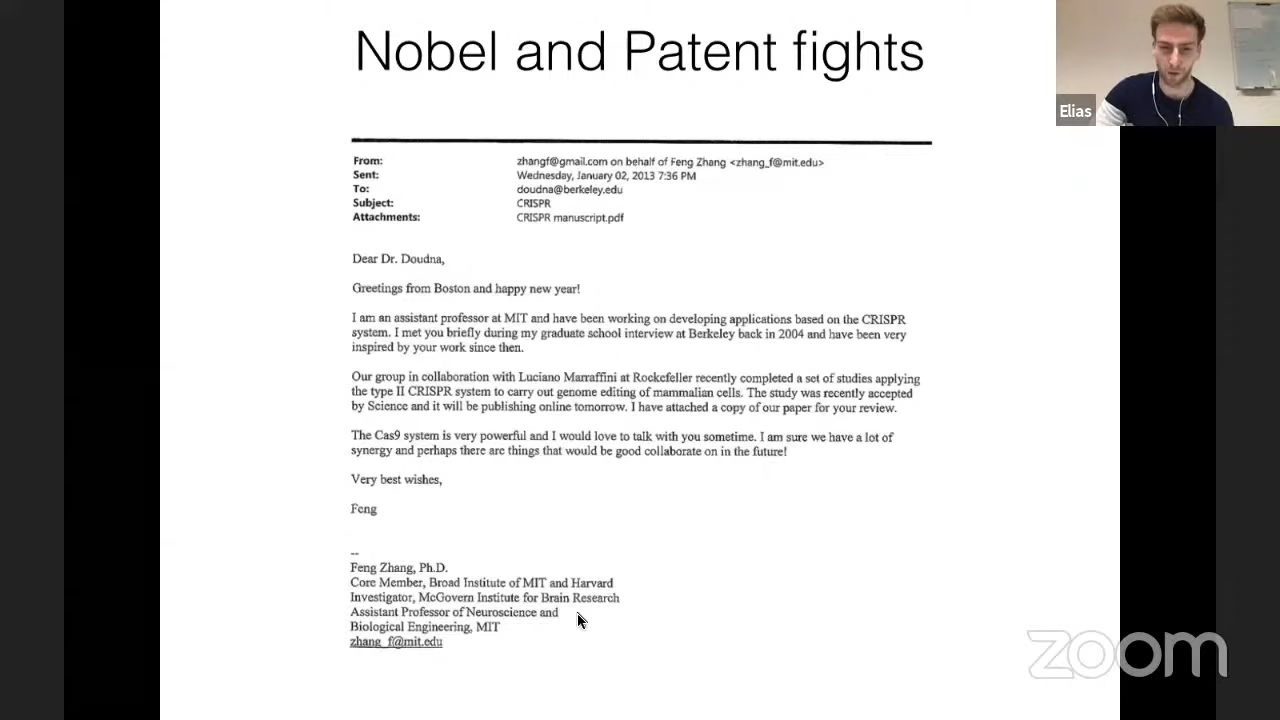 Nobel and Patent fights
Elias
From: zhangf@gmail.com on behalf of Feng Zhang <zhang_f@mit.edu>
Sent: Wednesday, January 02, 2013 7:36 PM
To: doudna@berkeley.edu
Subject: CRISPR
Attachments: CRISPR manuscript.pdf
Dear Dr. Doudna,
Greetings from Boston and happy new year!
I am an assistant professor at MIT and have been working on developing applications based on the CRISPR
system. I met you briefly during my graduate school interview at Berkeley back in 2004 and have been very
inspired by your work since then.
Our group in collaboration with Luciano Marraffini at Rockefeller recently completed a set of studies applying
the type II CRISPR system to carry out genome editing of mammalian cells. The study was recently accepted
by Science and it will be publishing online tomorrow. I have attached a copy of our paper for your review.
The Cas9 system is very powerful and I would love to talk with you sometime. I am sure we have a lot of
synergy and perhaps there are things that would be good collaborate on in the future!
Very best wishes,
Feng
--
Feng Zhang, Ph.D.
Core Member, Broad Institute of MIT and Harvard
Investigator, McGovern Institute for Brain Research
Assistant Professor of Neuroscience and
Biological Engineering, MIT
zhang_f@mit.edu
zoom